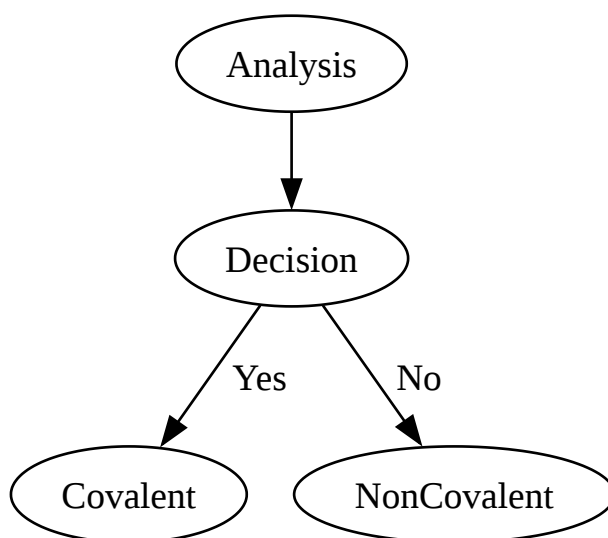 Analysis
Decision
Yes
No
Covalent
NonCovalent